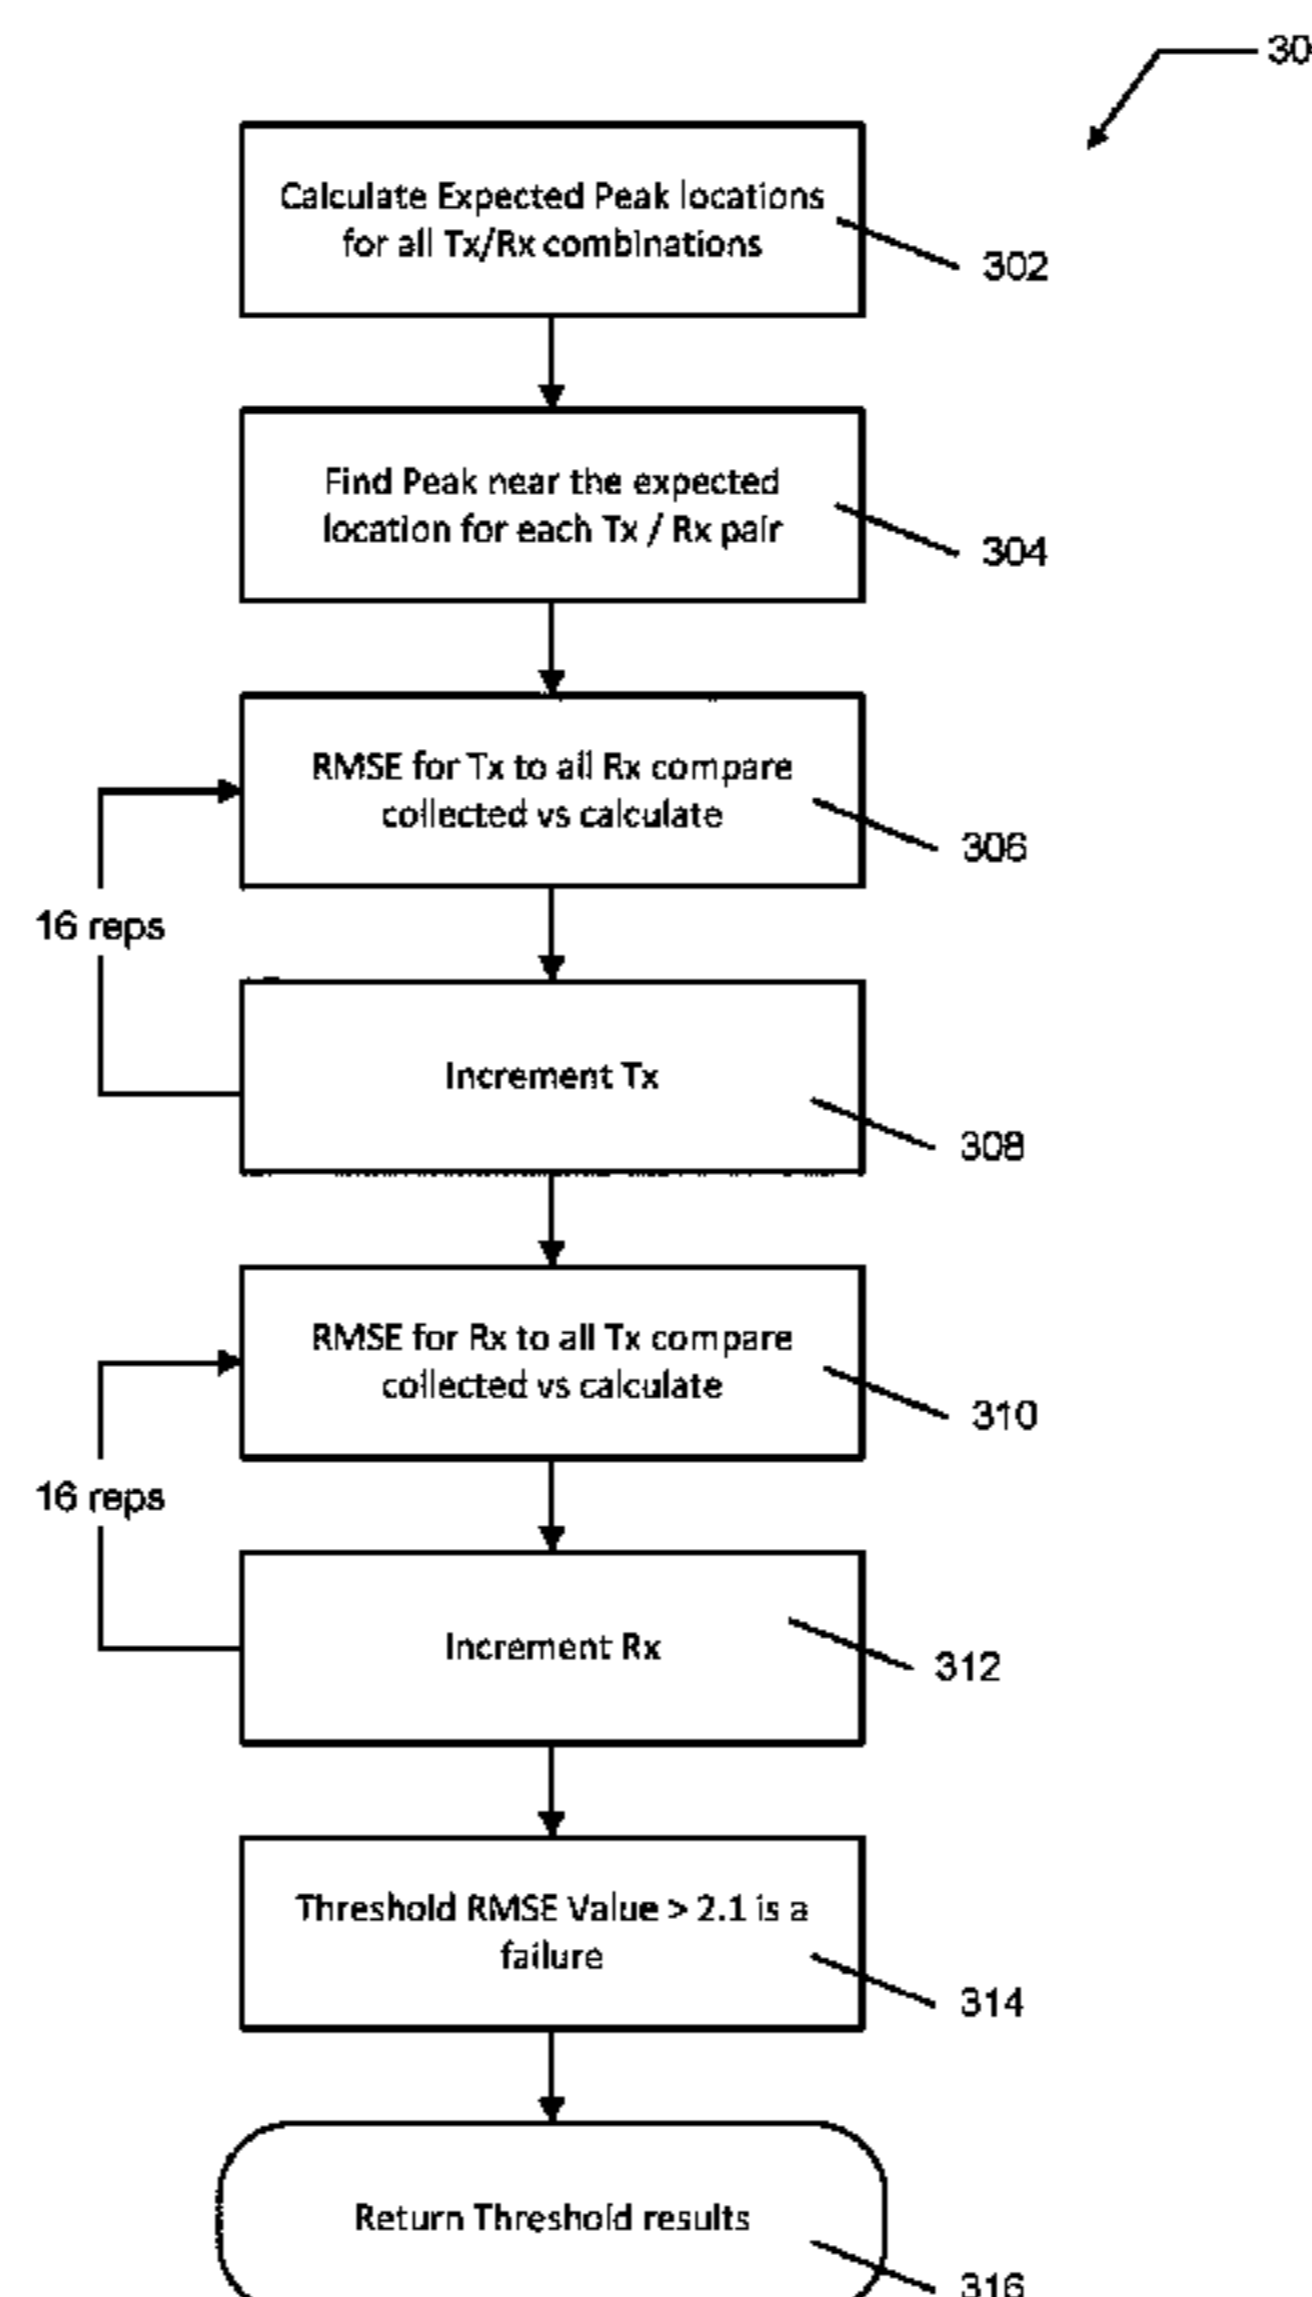 30
Calculate Expected Peak locations
for all Tx/Rx combinations
302
Find Peak near the expected
location for each Tx / Rx pair
304
RMSE for Tx to all Rx compare
collected vs calculate
306
16 reps
Increment Tx
308
RMSE for Rx to all Tx compare
collected vs calculate
310
16 reps
Increment Rx
312
Threshold RMSE Value > 2.1 is a
failure
314
Return Threshold results
316